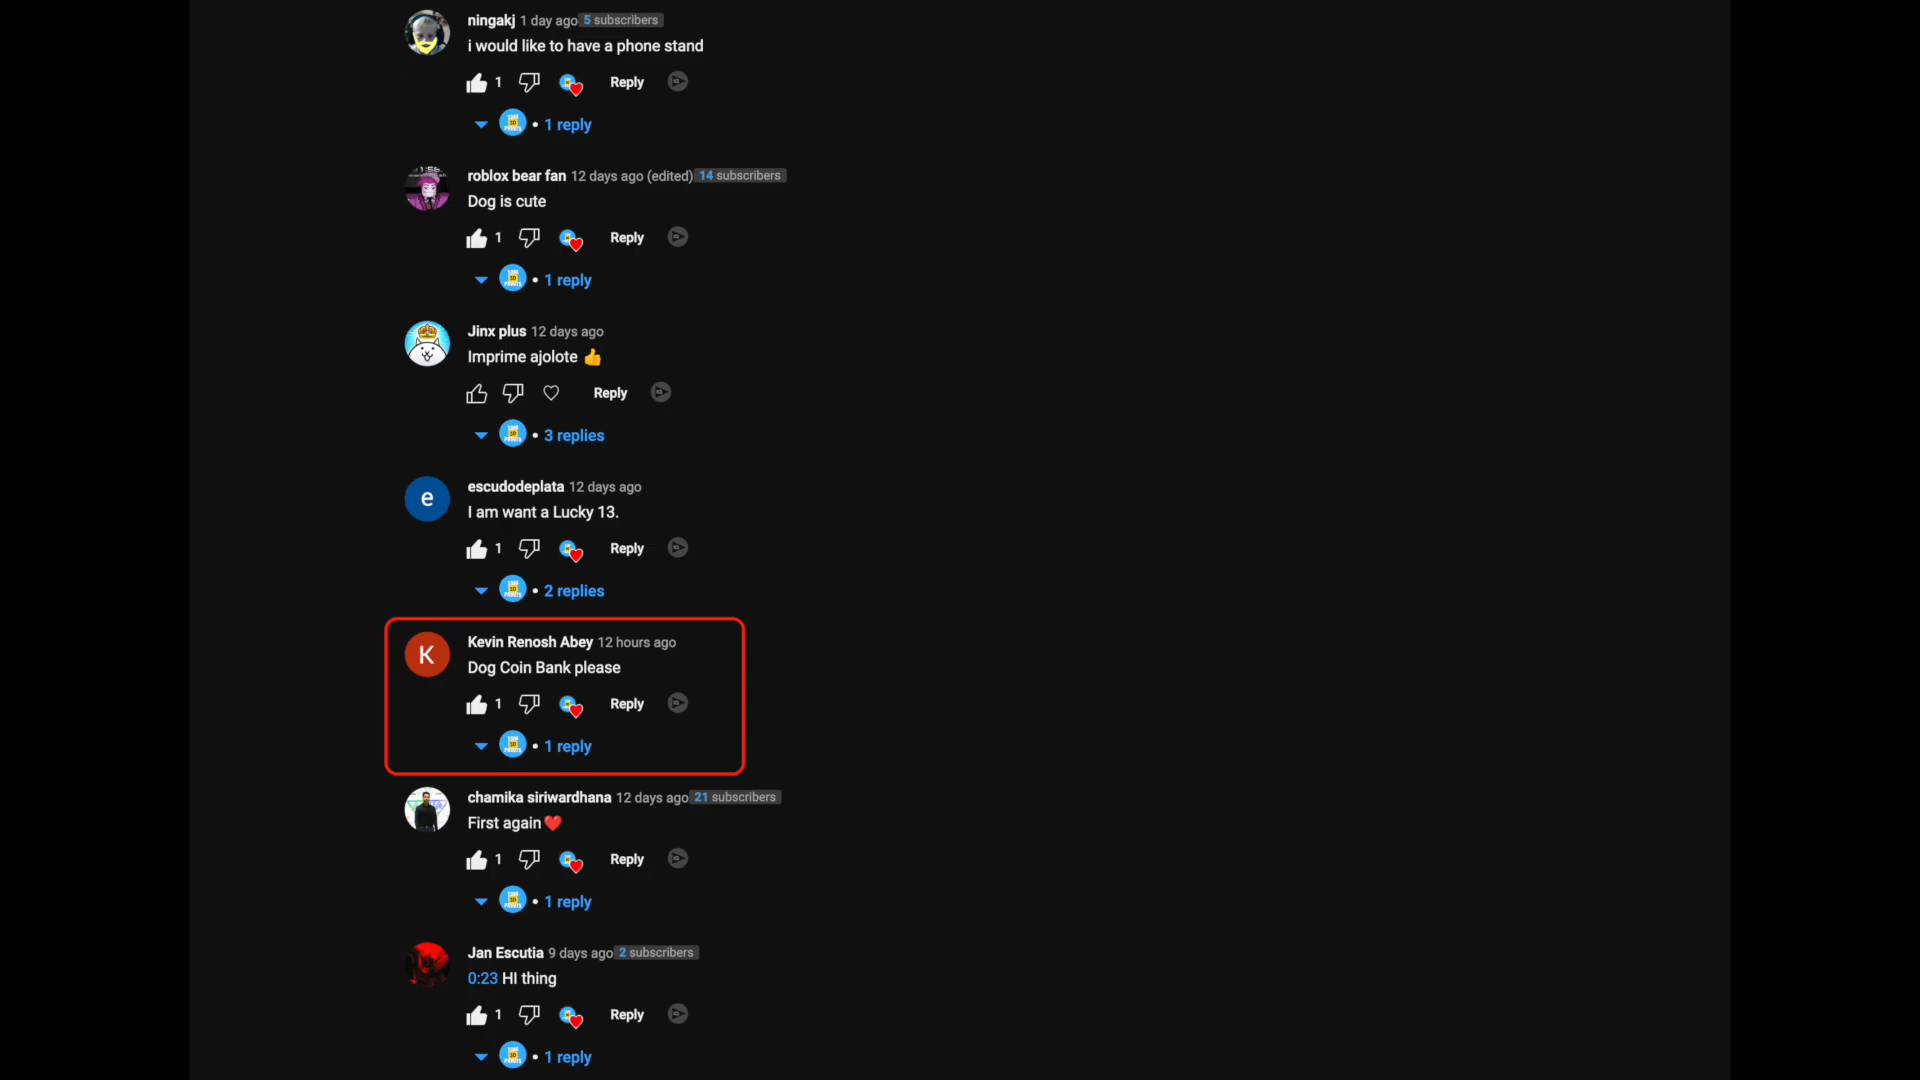 ningakj 1 day ago 5 subscribers
i would like to have a phone stand
1 Reply
• 1 reply
roblox bear fan 12 days ago (edited) 14 subscribers
Dog is cute
1 Reply
• 1 reply
Jinx plus 12 days ago
Imprime ajolote 👍
Reply
• 3 replies
e
escudodeplata 12 days ago
I am want a Lucky 13.
1 Reply
• 2 replies
K
Kevin Renosh Abey 12 hours ago
Dog Coin Bank please
1 Reply
• 1 reply
chamika siriwardhana 12 days ago 21 subscribers
First again❤️
1 Reply
• 1 reply
Jan Escutia 9 days ago 2 subscribers
0:23 HI thing
1 Reply
• 1 reply